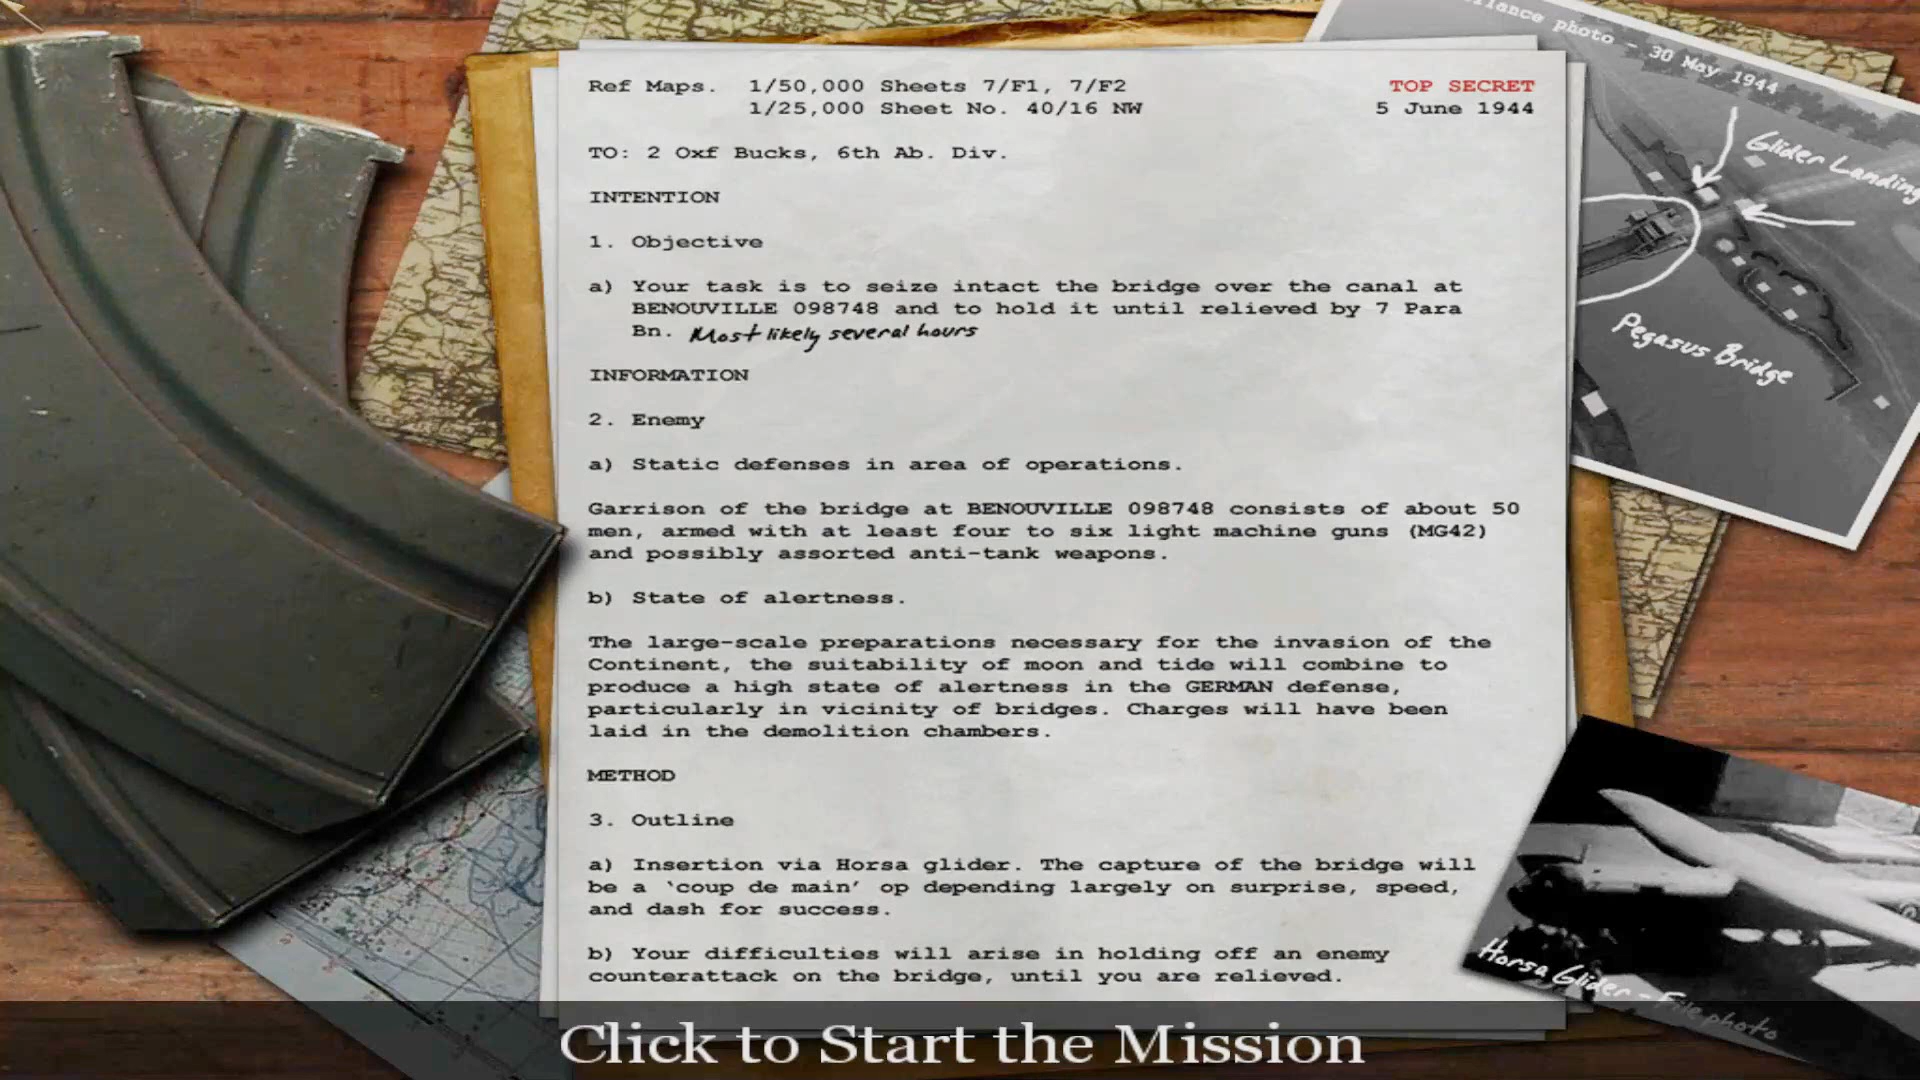 Ref Maps. 1/50,000 Sheets 7/F1, 7/F2
TOP SECRET
1/25,000 Sheet No. 40/16 NW
5 June 1944
TO: 2 Oxf Bucks, 6th Ab. Div.
INTENTION
1. Objective
a) Your task is to seize intact the bridge over the canal at
BENOUVILLE 098748 and to hold it until relieved by 7 Para
Bn. Most likely several hours
INFORMATION
2. Enemy
a) Static defenses in area of operations.
Garrison of the bridge at BENOUVILLE 098748 consists of about 50
men, armed with at least four to six light machine guns (MG42)
and possibly assorted anti-tank weapons.
b) State of alertness.
The large-scale preparations necessary for the invasion of the
Continent, the suitability of moon and tide will combine to
produce a high state of alertness in the GERMAN defense,
particularly in vicinity of bridges. Charges will have been
laid in the demolition chambers.
METHOD
3. Outline
a) Insertion via Horsa glider. The capture of the bridge will
be a `coup de main' op depending largely on surprise, speed,
and dash for success.
b) Your difficulties will arise in holding off an enemy
counterattack on the bridge, until you are relieved.
photo - 30 May 1944
Glider Landing
Pegasus Bridge
Horsa Glider - File photo
Click to Start the Mission